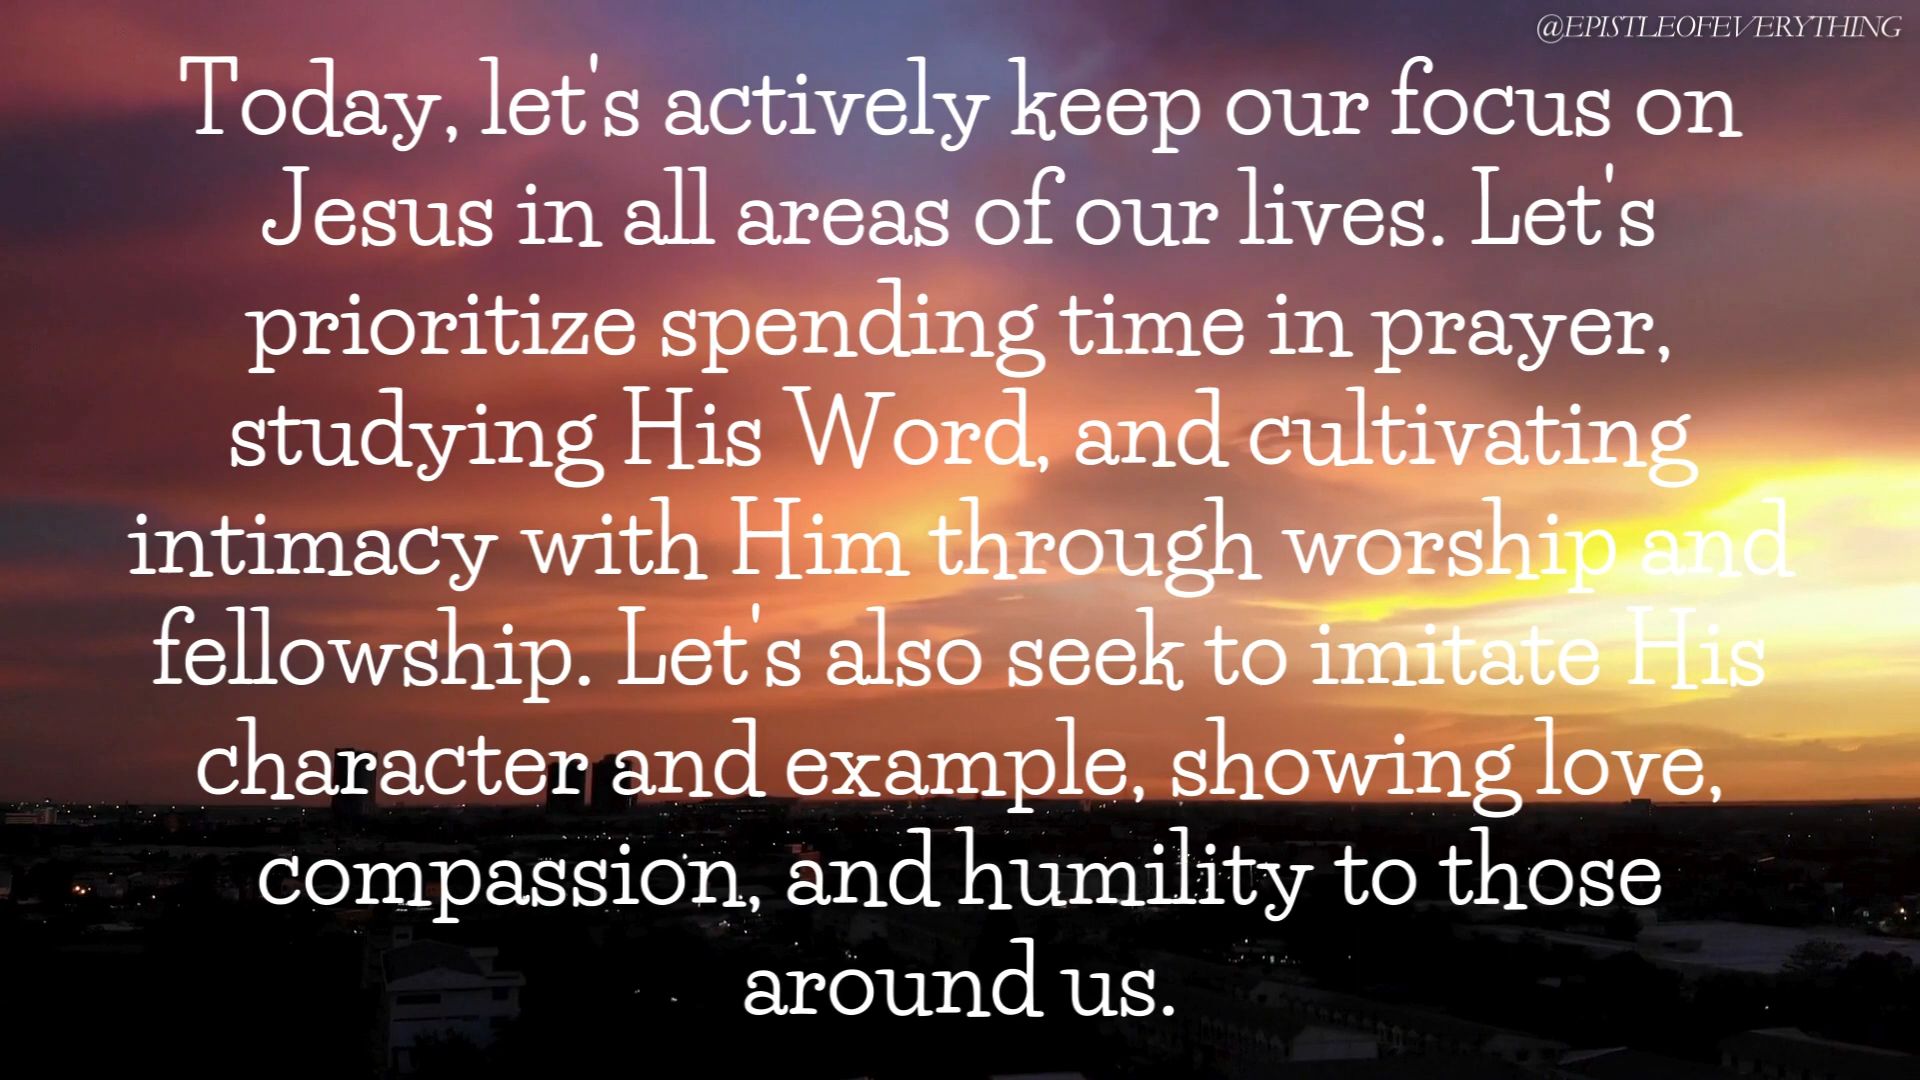 @EPISTLEOFEVERYTHING
Today, let's actively keep our focus on
Jesus in all areas of our lives. Let's
prioritize spending time in prayer,
studying His Word, and cultivating
intimacy with Him through worship and
fellowship. Let's also seek to imitate His
character and example, showing love,
compassion, and humility to those
around us.